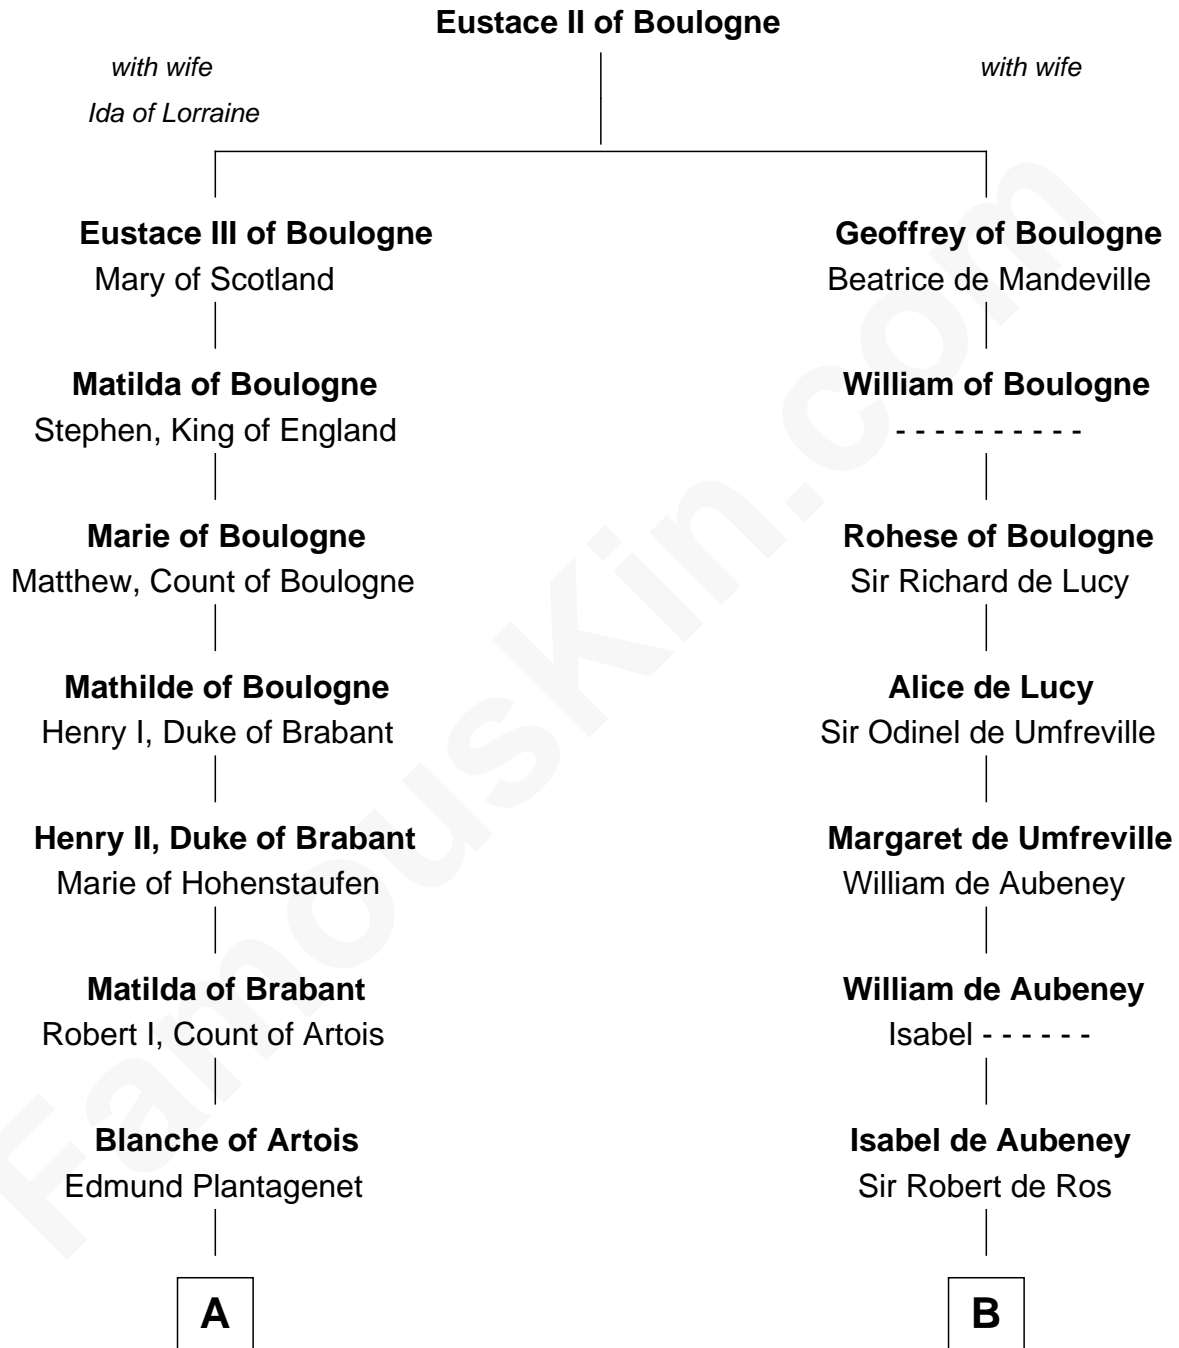 Eustace II of Boulogne
with wife
Ida of Lorraine
with wife
Eustace III of Boulogne
Mary of Scotland
Geoffrey of Boulogne
Beatrice de Mandeville
Matilda of Boulogne
Stephen, King of England
William of Boulogne
- - - - - - - - - -
Marie of Boulogne
Matthew, Count of Boulogne
Rohese of Boulogne
Sir Richard de Lucy
Mathilde of Boulogne
Henry I, Duke of Brabant
Alice de Lucy
Sir Odinel de Umfreville
Henry II, Duke of Brabant
Marie of Hohenstaufen
Margaret de Umfreville
William de Aubeney
Matilda of Brabant
Robert I, Count of Artois
William de Aubeney
Isabel - - - - - -
Blanche of Artois
Edmund Plantagenet
Isabel de Aubeney
Sir Robert de Ros
A
B
FamousKin.com